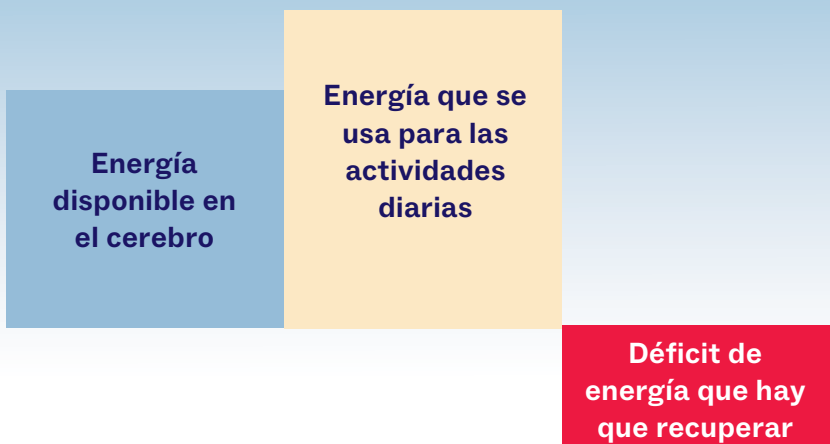 Energía
disponible en
el cerebro
Energía que se
usa para las
actividades
diarias
Déficit de
energía que hay
que recuperar